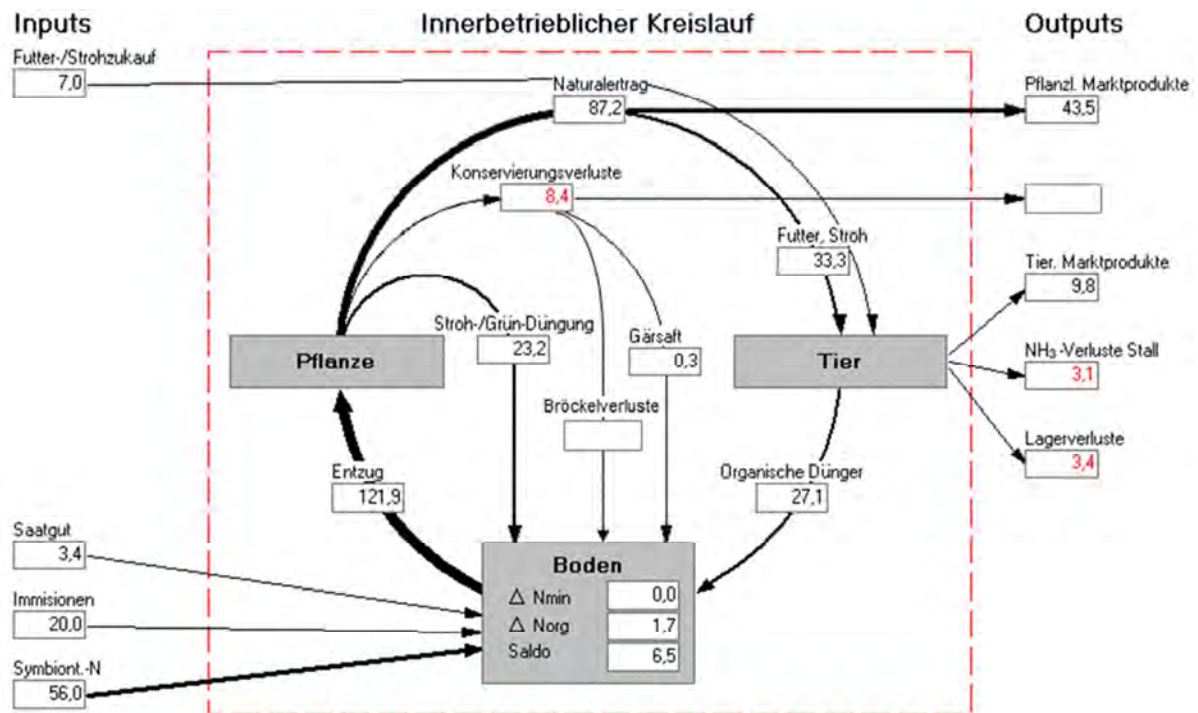 Inputs
Innerbetrieblicher Kreislauf
Outputs
Futter-/Strohzukauf
7,0
Naturalertrag
87,2
Pflanzl. Marktprodukte
43,5
Konservierungsverluste
8,4
Futter, Stroh
33,3
Tier. Marktprodukte
9,8
Stroh-/Grün-Düngung
23,2
Gärsaft
0,3
Pflanze
Tier
NH₃-Verluste Stall
3,1
Bröckelverluste
Lagerverluste
3,4
Entzug
121,9
Organische Dünger
27,1
Saatgut
3,4
Immisionen
20,0
Symbiont.-N
56,0
Boden
△ Nmin 0,0
△ Norg 1,7
Saldo 6,5